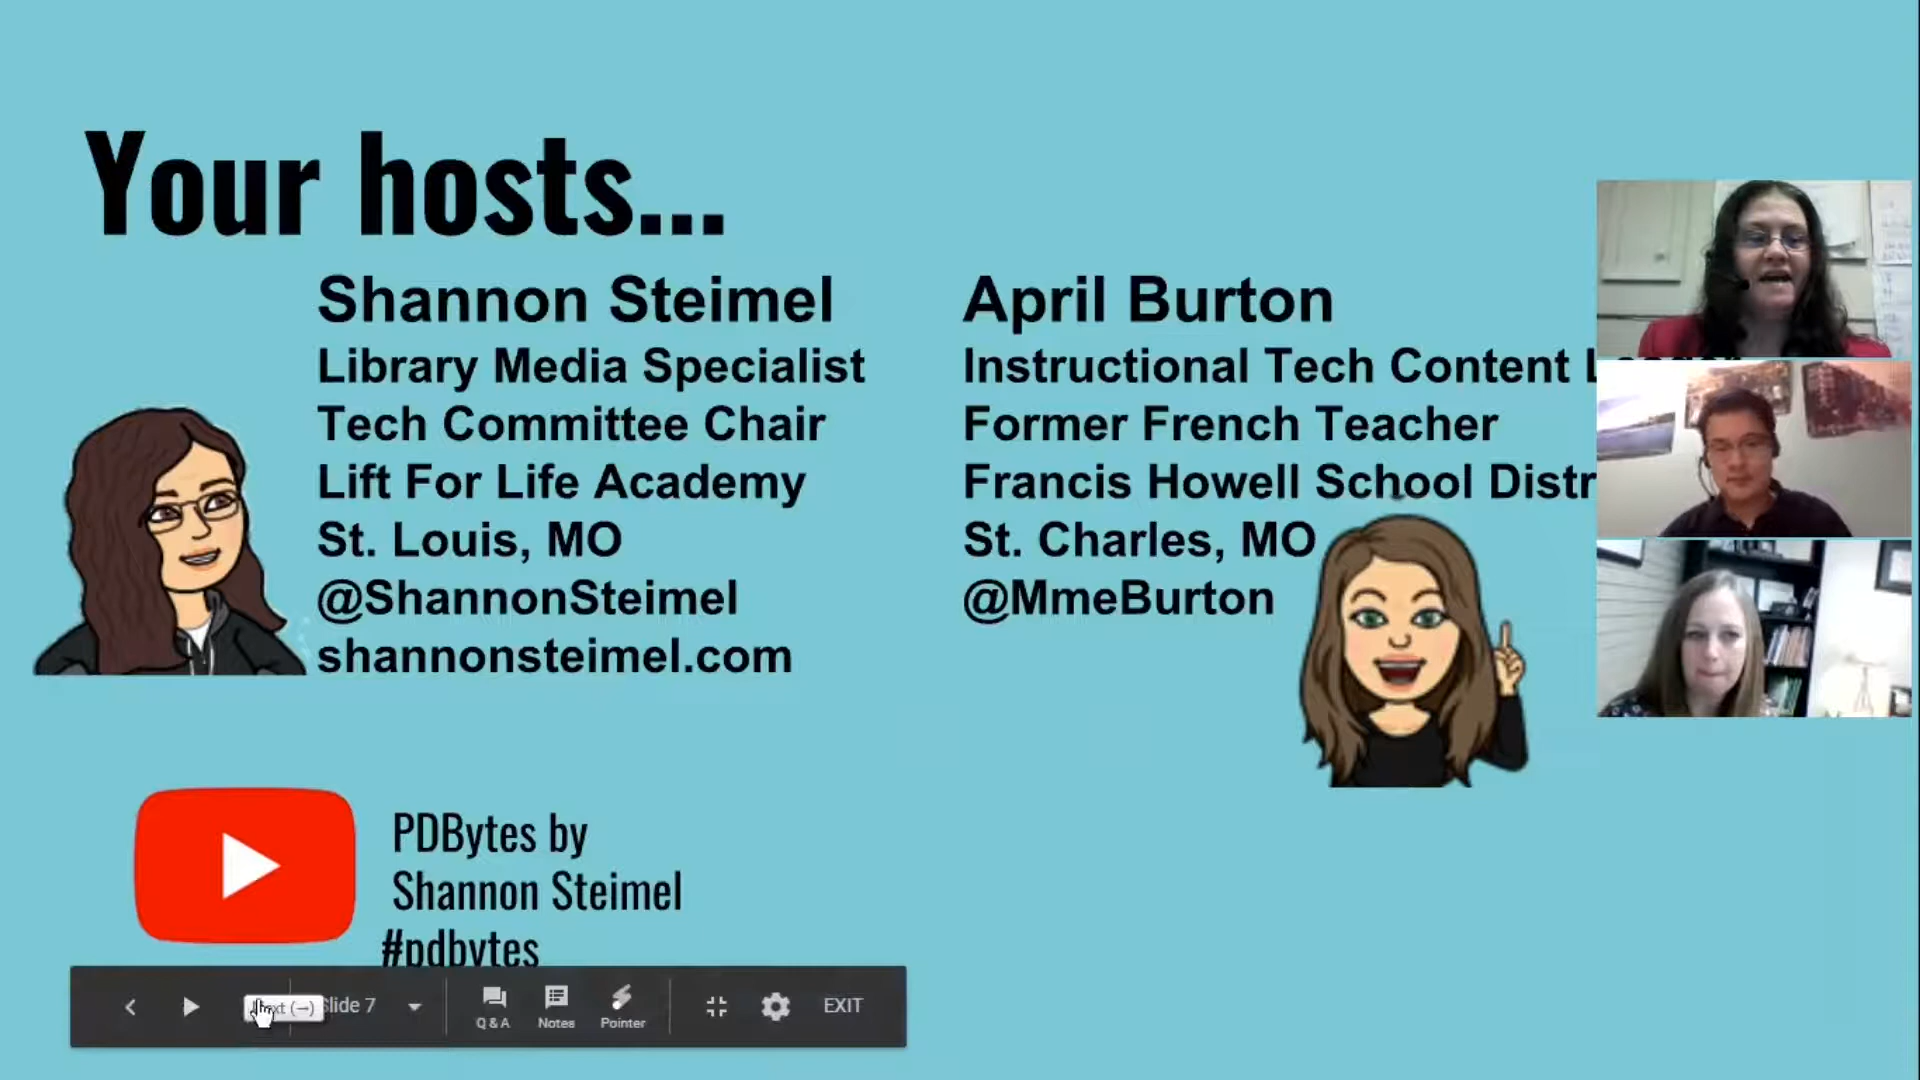 Your hosts...
Shannon Steimel
Library Media Specialist
Tech Committee Chair
Lift For Life Academy
St. Louis, MO
@ShannonSteimel
shannonsteimel.com
April Burton
Instructional Tech Content
Former French Teacher
Francis Howell School Distr
St. Charles, MO
@MmeBurton
PDBytes by
Shannon Steimel
#pdbytes
Slide 7
Q & A
Notes
Pointer
EXIT